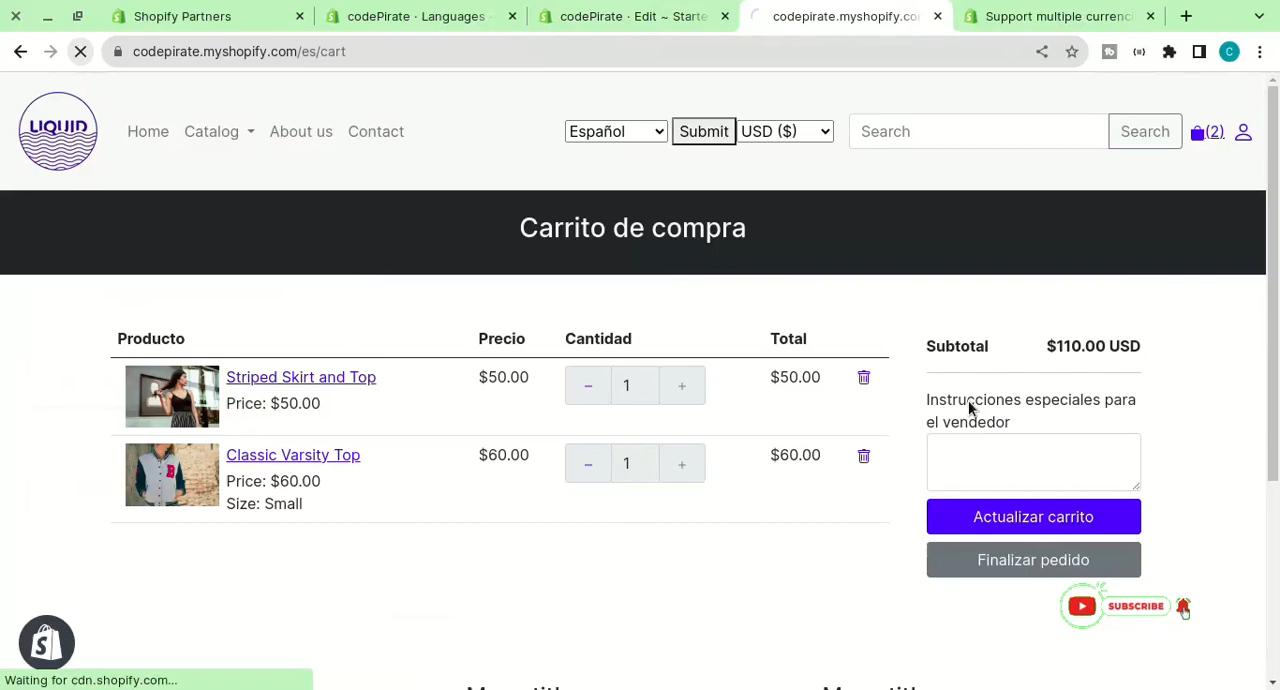 Shopify Partners
codePirate · Languages
codePirate · Edit ~ Starte
codepirate.myshopify.co
Support multiple currenci
codepirate.myshopify.com/es/cart
LIQUID
Home
Catalog
About us
Contact
Español
Submit
USD ($)
Search
Search
(2)
Carrito de compra
Producto
Precio
Cantidad
Total
Striped Skirt and Top
Price: $50.00
$50.00
− 1 +
$50.00
Classic Varsity Top
Price: $60.00
Size: Small
$60.00
− 1 +
$60.00
Subtotal
$110.00 USD
Instrucciones especiales para
el vendedor
Actualizar carrito
Finalizar pedido
SUBSCRIBE
Waiting for cdn.shopify.com...